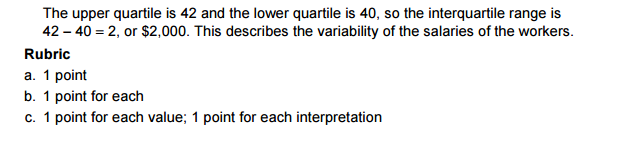 The upper quartile is 42 and the lower quartile is 40, so the interquartile range is
42 – 40 = 2, or $2,000. This describes the variability of the salaries of the workers.
Rubric
a. 1 point
b. 1 point for each
c. 1 point for each value; 1 point for each interpretation